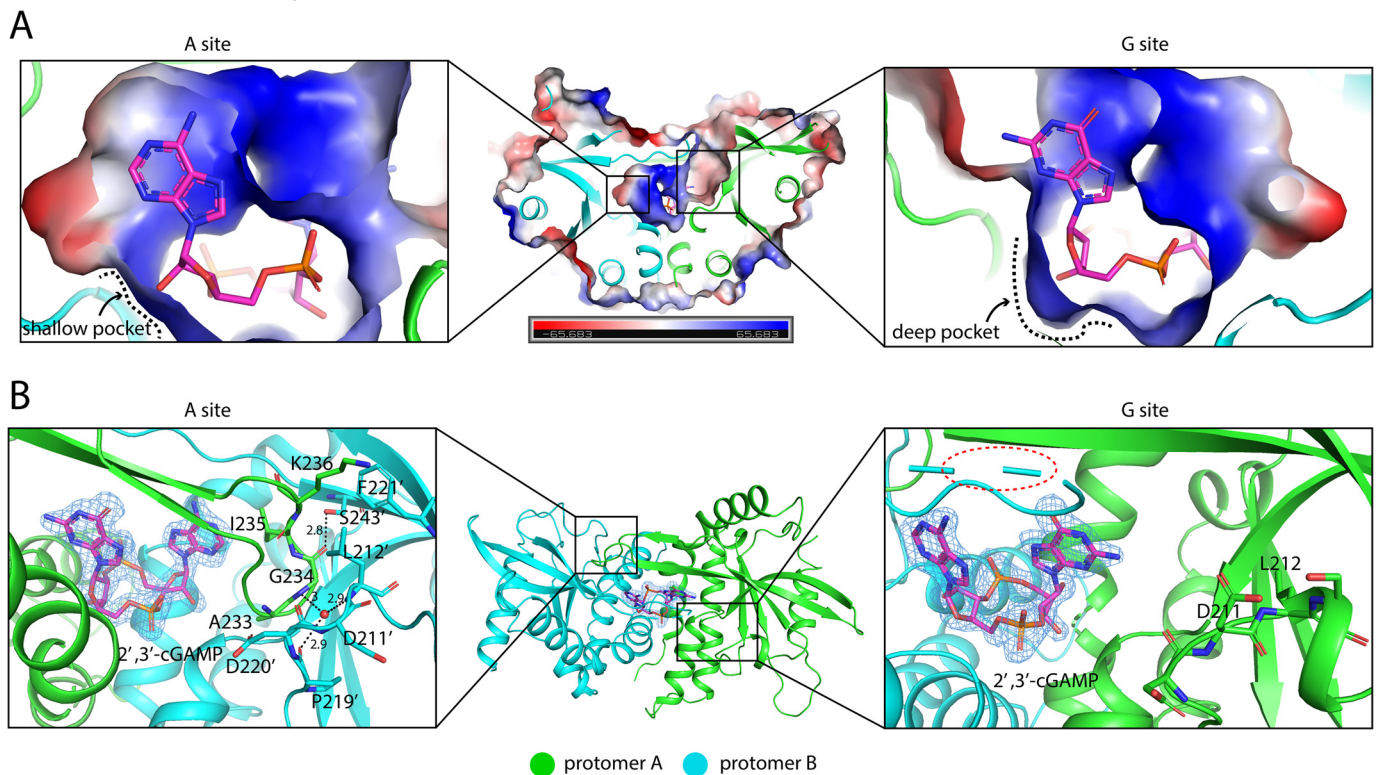 A
A site
G site
shallow pocket
deep pocket
-65.683
65.683
B
A site
G site
K236
F221′
I235
2.8
S243′
L212′
G234
3
2.9
A233
2′,3′-cGAMP
D220′
2.9
D211′
P219′
L212
D211
2′,3′-cGAMP
protomer A
protomer B